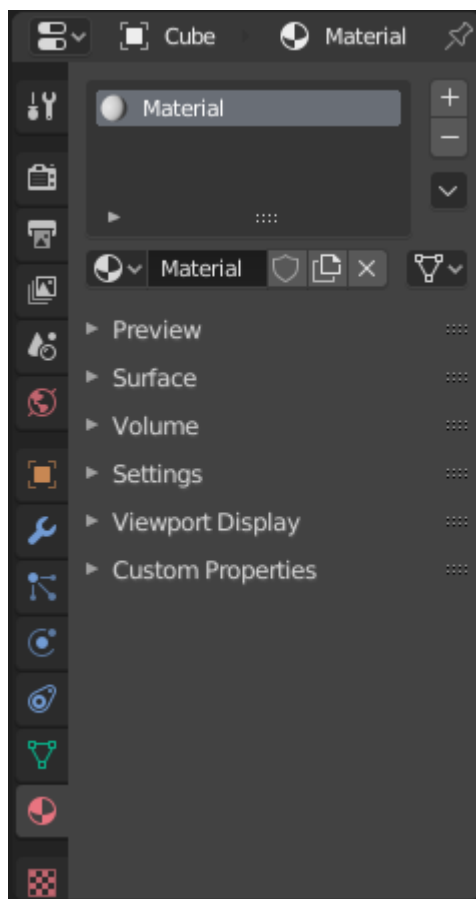 Cube Material
Material
Material
Preview
Surface
Volume
Settings
Viewport Display
Custom Properties